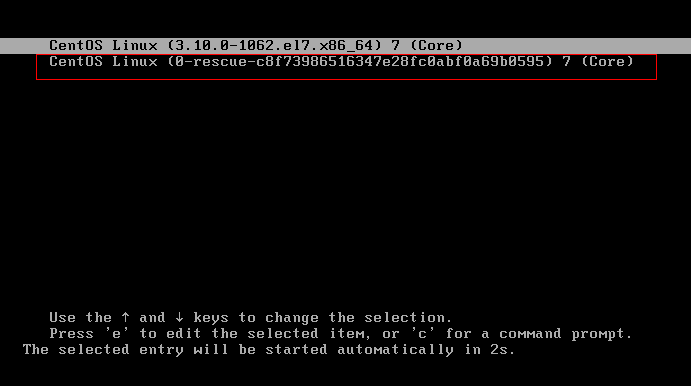 CentOS Linux (3.10.0-1062.el7.x86_64) 7 (Core)
CentOS Linux (0-rescue-c8f73986516347e28fc0abf0a69b0595) 7 (Core)
Use the ↑ and ↓ keys to change the selection.
Press 'e' to edit the selected item, or 'c' for a command prompt.
The selected entry will be started automatically in 2s.